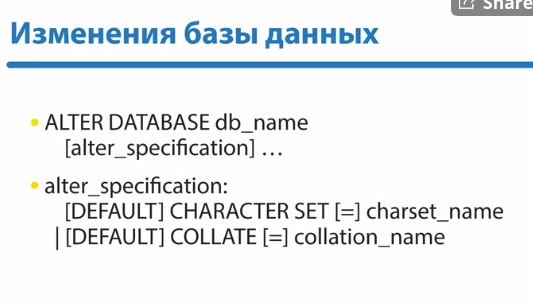 Share
Изменения базы данных
• ALTER DATABASE db_name
[alter_specification] ...
• alter_specification:
[DEFAULT] CHARACTER SET [=] charset_name
| [DEFAULT] COLLATE [=] collation_name